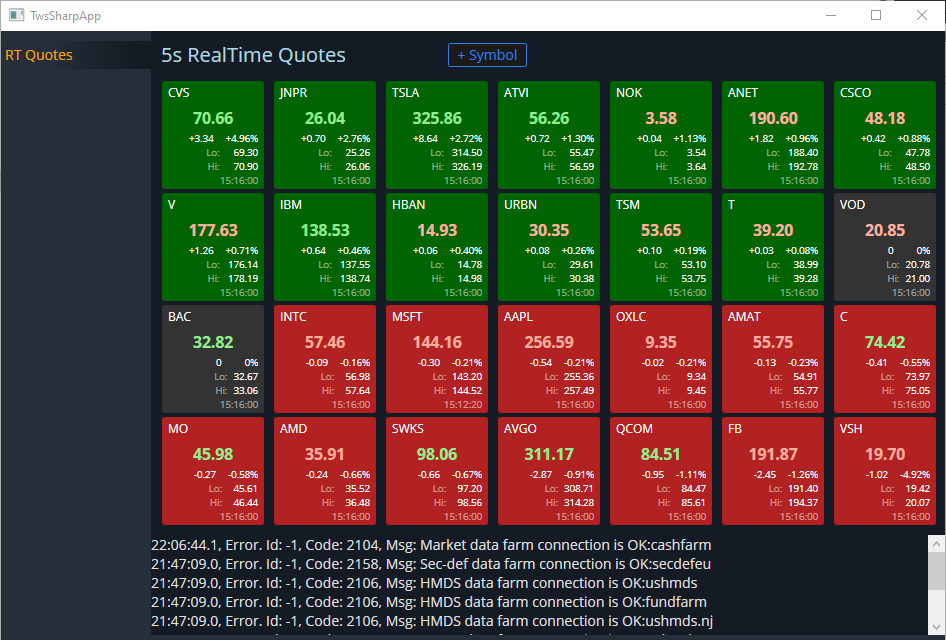 TwsSharpApp
RT Quotes
5s RealTime Quotes
+ Symbol
CVS
70.66
+3.34 +4.96%
Lo: 69.30
Hi: 70.90
15:16:00
JNPR
26.04
+0.70 +2.76%
Lo: 25.26
Hi: 26.06
15:16:00
TSLA
325.86
+8.64 +2.72%
Lo: 314.50
Hi: 326.19
15:16:00
ATVI
56.26
+0.72 +1.30%
Lo: 55.47
Hi: 56.59
15:16:00
NOK
3.58
+0.04 +1.13%
Lo: 3.54
Hi: 3.64
15:16:00
ANET
190.60
+1.82 +0.96%
Lo: 188.40
Hi: 192.78
15:16:00
CSCO
48.18
+0.42 +0.88%
Lo: 47.78
Hi: 48.50
15:16:00
V
177.63
+1.26 +0.71%
Lo: 176.14
Hi: 178.19
15:16:00
IBM
138.53
+0.64 +0.46%
Lo: 137.55
Hi: 138.74
15:16:00
HBAN
14.93
+0.06 +0.40%
Lo: 14.78
Hi: 14.98
15:16:00
URBN
30.35
+0.08 +0.26%
Lo: 29.61
Hi: 30.38
15:16:00
TSM
53.65
+0.10 +0.19%
Lo: 53.10
Hi: 53.75
15:16:00
T
39.20
+0.03 +0.08%
Lo: 38.99
Hi: 39.28
15:16:00
VOD
20.85
0 0%
Lo: 20.78
Hi: 21.00
15:16:00
BAC
32.82
0 0%
Lo: 32.67
Hi: 33.06
15:16:00
INTC
57.46
-0.09 -0.16%
Lo: 56.98
Hi: 57.64
15:16:00
MSFT
144.16
-0.30 -0.21%
Lo: 143.20
Hi: 144.52
15:12:20
AAPL
256.59
-0.54 -0.21%
Lo: 255.36
Hi: 257.49
15:16:00
OXLC
9.35
-0.02 -0.21%
Lo: 9.34
Hi: 9.45
15:16:00
AMAT
55.75
-0.13 -0.23%
Lo: 54.91
Hi: 55.77
15:16:00
C
74.42
-0.41 -0.55%
Lo: 73.97
Hi: 75.05
15:16:00
MO
45.98
-0.27 -0.58%
Lo: 45.61
Hi: 46.44
15:16:00
AMD
35.91
-0.24 -0.66%
Lo: 35.52
Hi: 36.48
15:16:00
SWKS
98.06
-0.66 -0.67%
Lo: 97.20
Hi: 98.56
15:16:00
AVGO
311.17
-2.87 -0.91%
Lo: 308.71
Hi: 314.28
15:16:00
QCOM
84.51
-0.95 -1.11%
Lo: 84.47
Hi: 85.61
15:16:00
FB
191.87
-2.45 -1.26%
Lo: 191.40
Hi: 194.37
15:16:00
VSH
19.70
-1.02 -4.92%
Lo: 19.42
Hi: 20.07
15:16:00
22:06:44.1, Error. Id: -1, Code: 2104, Msg: Market data farm connection is OK:cashfarm
21:47:09.0, Error. Id: -1, Code: 2158, Msg: Sec-def data farm connection is OK:secdefeu
21:47:09.0, Error. Id: -1, Code: 2106, Msg: HMDS data farm connection is OK:ushmds
21:47:09.0, Error. Id: -1, Code: 2106, Msg: HMDS data farm connection is OK:fundfarm
21:47:09.0, Error. Id: -1, Code: 2106, Msg: HMDS data farm connection is OK:ushmds.nj